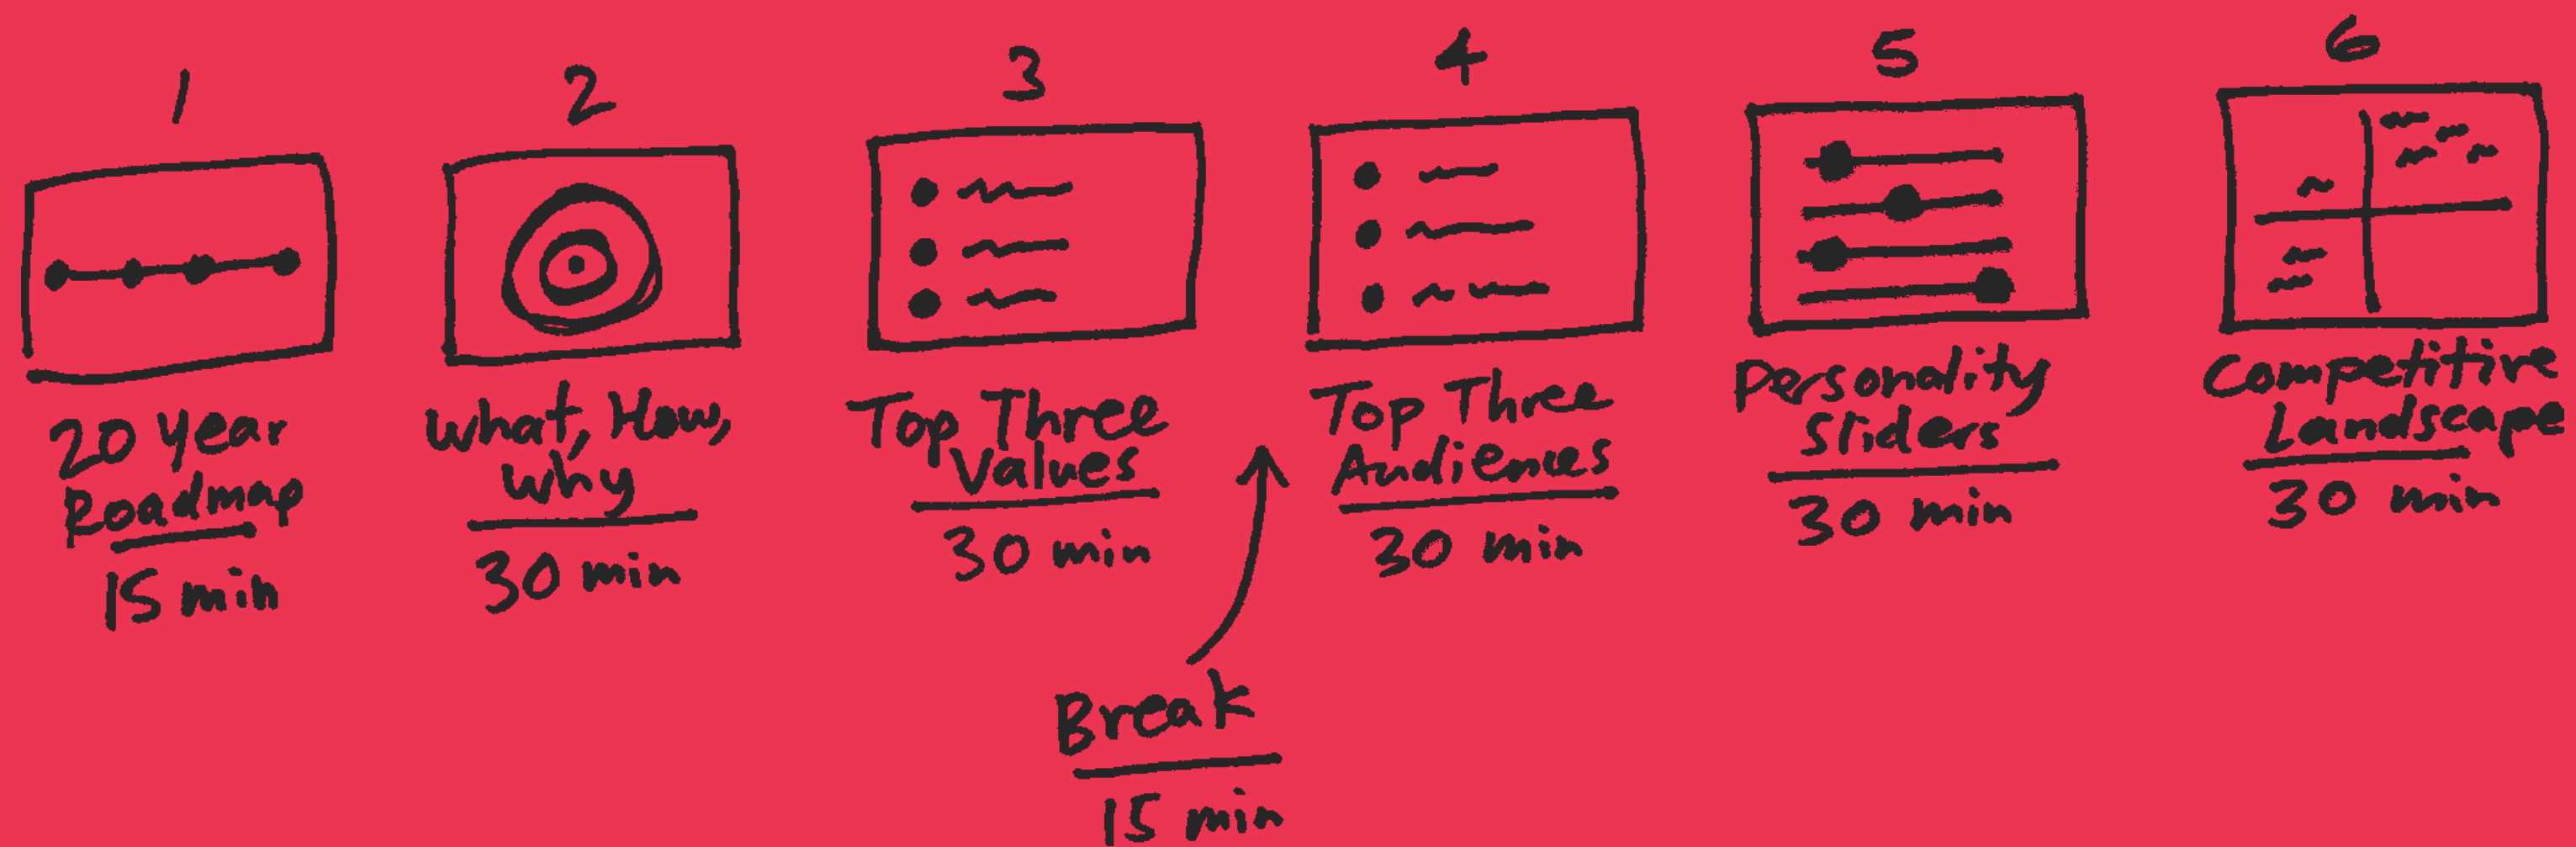 1
20 year
Roadmap
15 min
2
What, How,
Why
30 min
3
Top Three
Values
30 min
Break
15 min
4
Top Three
Audiences
30 min
5
Personality
Sliders
30 min
6
Competitive
Landscape
30 min